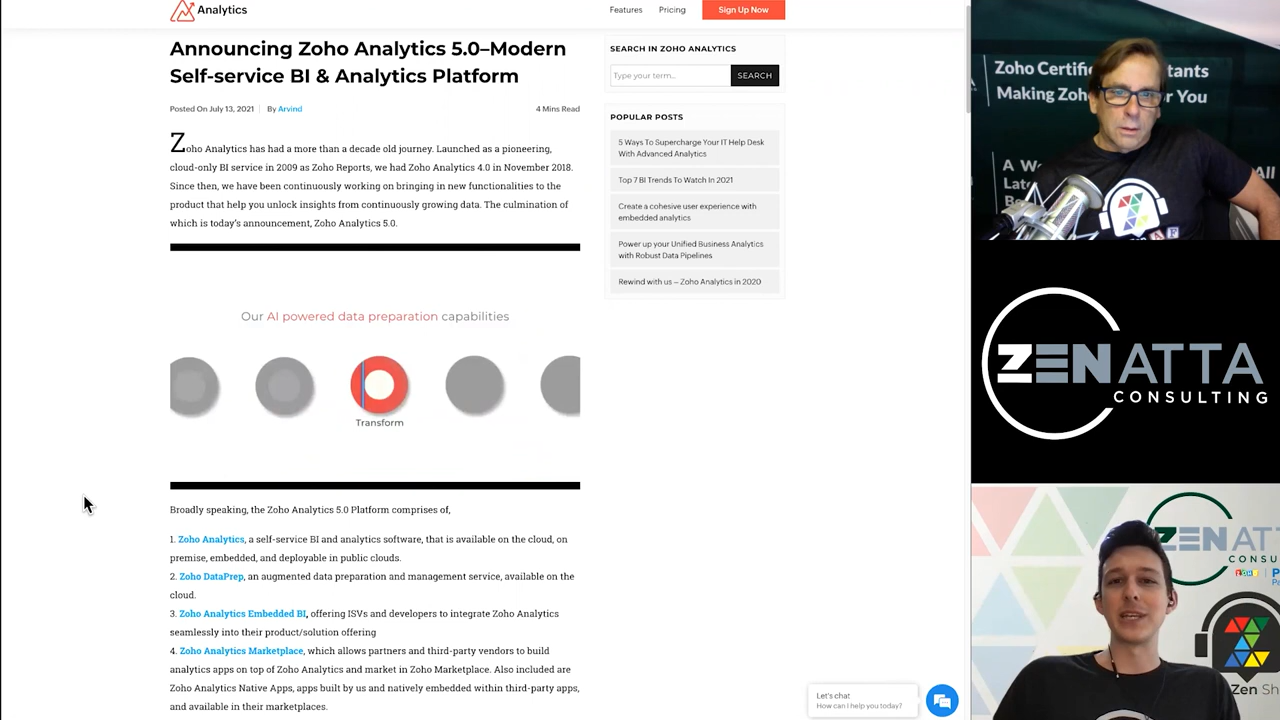 Analytics
Features
Pricing
Sign Up Now
Announcing Zoho Analytics 5.0–Modern
Self-service BI & Analytics Platform
Posted On July 13, 2021
By Arvind
4 Mins Read
Zoho Analytics has had a more than a decade old journey. Launched as a pioneering,
cloud-only BI service in 2009 as Zoho Reports, we had Zoho Analytics 4.0 in November 2018.
Since then, we have been continuously working on bringing in new functionalities to the
product that help you unlock insights from continuously growing data. The culmination of
which is today's announcement, Zoho Analytics 5.0.
Our AI powered data preparation capabilities
Transform
Broadly speaking, the Zoho Analytics 5.0 Platform comprises of,
1. Zoho Analytics, a self-service BI and analytics software, that is available on the cloud, on
premise, embedded, and deployable in public clouds.
2. Zoho DataPrep, an augmented data preparation and management service, available on the
cloud.
3. Zoho Analytics Embedded BI, offering ISVs and developers to integrate Zoho Analytics
seamlessly into their product/solution offering
4. Zoho Analytics Marketplace, which allows partners and third-party vendors to build
analytics apps on top of Zoho Analytics and market in Zoho Marketplace. Also included are
Zoho Analytics Native Apps, apps built by us and natively embedded within third-party apps,
and available in their marketplaces.
SEARCH IN ZOHO ANALYTICS
Type your term...
SEARCH
POPULAR POSTS
5 Ways To Supercharge Your IT Help Desk
With Advanced Analytics
Top 7 BI Trends To Watch In 2021
Create a cohesive user experience with
embedded analytics
Power up your Unified Business Analytics
with Robust Data Pipelines
Rewind with us – Zoho Analytics in 2020
Let's chat
How can I help you today?
Zoho Certifi tants
Making Zoho r You
A W
Late
All
ZENATTA
CONSULTING
ZENATTA
CONSU
Zen Sh